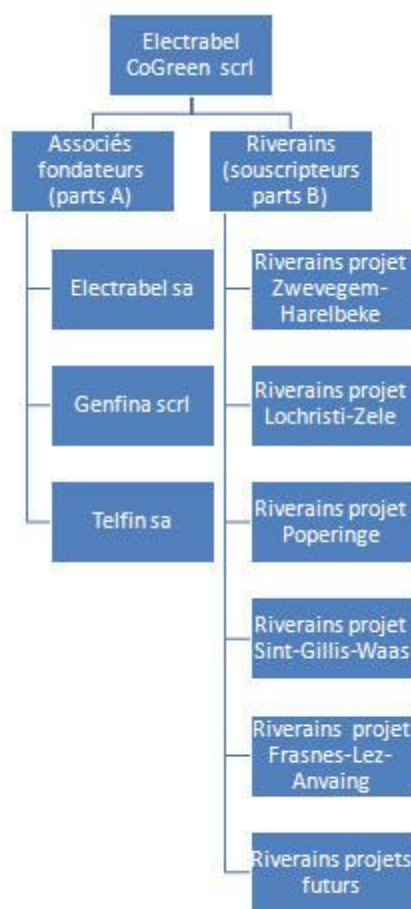 Electrabel
CoGreen scrl
Associés
fondateurs
(parts A)
Riverains
(souscripteurs
parts B)
Electrabel sa
Genfina scrl
Telfin sa
Riverains projet
Zwevegem-
Harelbeke
Riverains projet
Lochristi-Zele
Riverains projet
Poperinge
Riverains projet
Sint-Gillis-Waas
Riverains projet
Frasnes-Lez-
Anvaing
Riverains projets
futurs